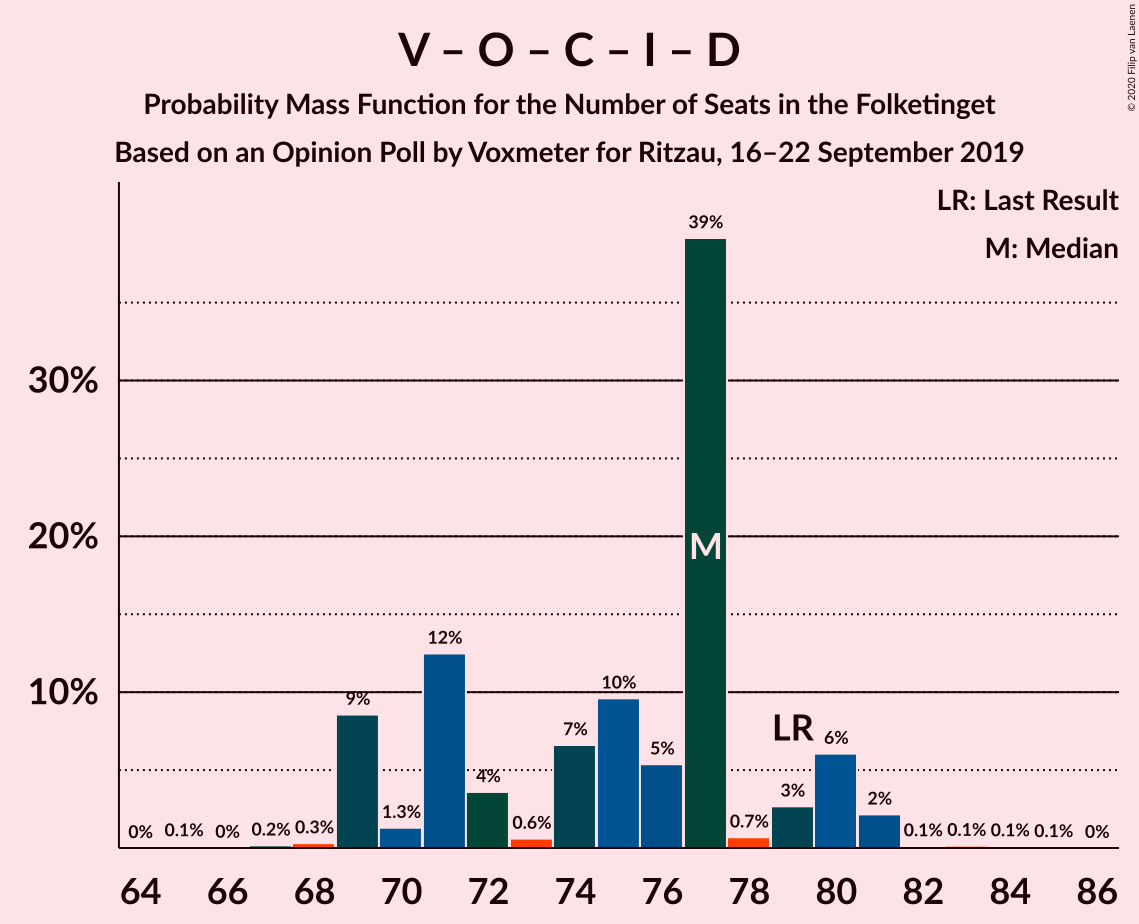 V – O – C – I – D
Probability Mass Function for the Number of Seats in the Folketinget
Based on an Opinion Poll by Voxmeter for Ritzau, 16–22 September 2019
© 2020 Filip van Laenen
LR: Last Result
M: Median
30%
20%
10%
0%
0.1%
0%
0.2%
0.3%
9%
1.3%
12%
4%
0.6%
7%
10%
5%
39%
M
0.7%
LR
3%
6%
2%
0.1%
0.1%
0.1%
0.1%
0%
64 66 68 70 72 74 76 78 80 82 84 86